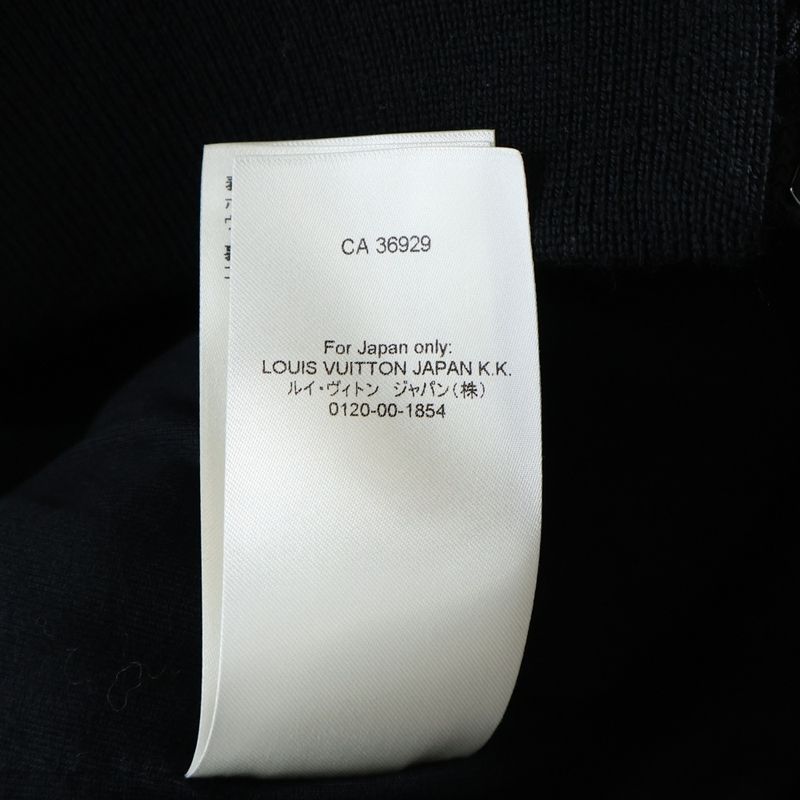 CA 36929
For Japan only:
LOUIS VUITTON JAPAN K.K.
ルイ・ヴィトン ジャパン(株)
0120-00-1854